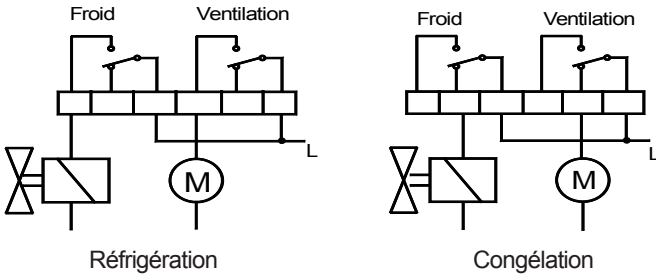 Froid Ventilation
Froid Ventilation
L
L
M
M
Réfrigération
Congélation